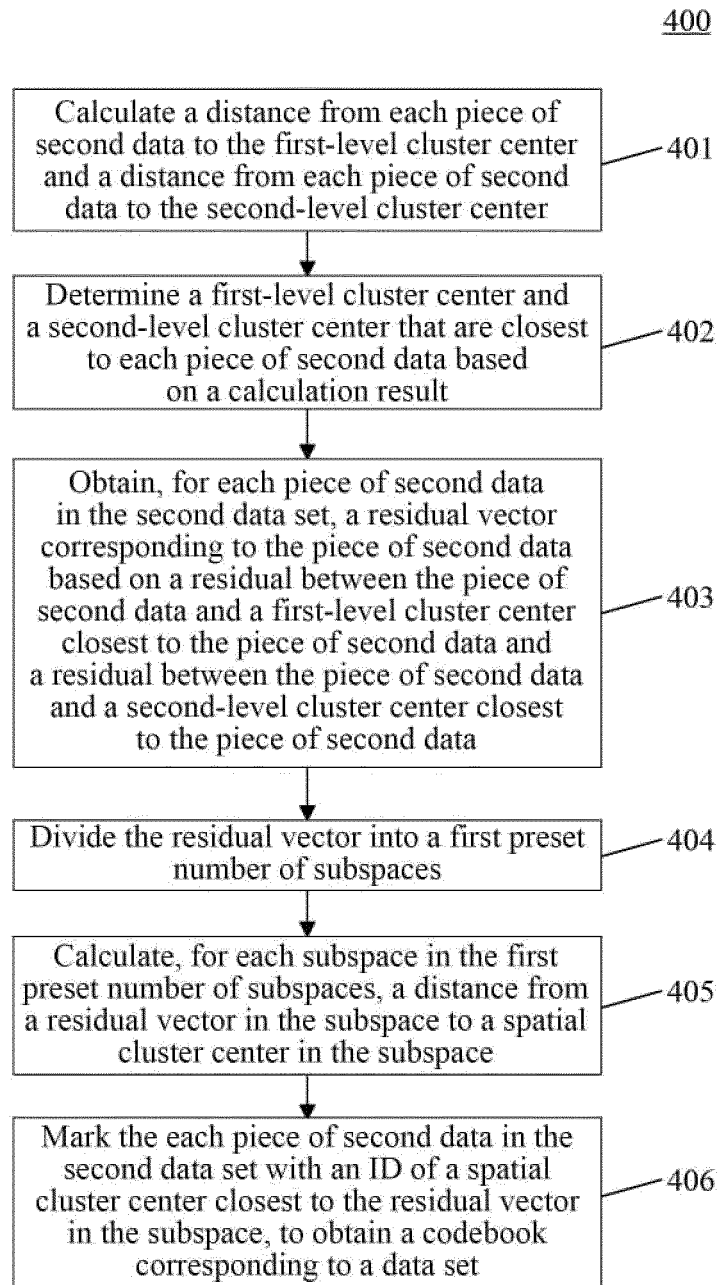 400
Calculate a distance from each piece of
second data to the first-level cluster center
and a distance from each piece of second
data to the second-level cluster center
401
Determine a first-level cluster center and
a second-level cluster center that are closest
to each piece of second data based
on a calculation result
402
Obtain, for each piece of second data
in the second data set, a residual vector
corresponding to the piece of second data
based on a residual between the piece of
second data and a first-level cluster center
closest to the piece of second data and
a residual between the piece of second data
and a second-level cluster center closest
to the piece of second data
403
Divide the residual vector into a first preset
number of subspaces
404
Calculate, for each subspace in the first
preset number of subspaces, a distance from
a residual vector in the subspace to a spatial
cluster center in the subspace
405
Mark the each piece of second data in the
second data set with an ID of a spatial
cluster center closest to the residual vector
in the subspace, to obtain a codebook
corresponding to a data set
406